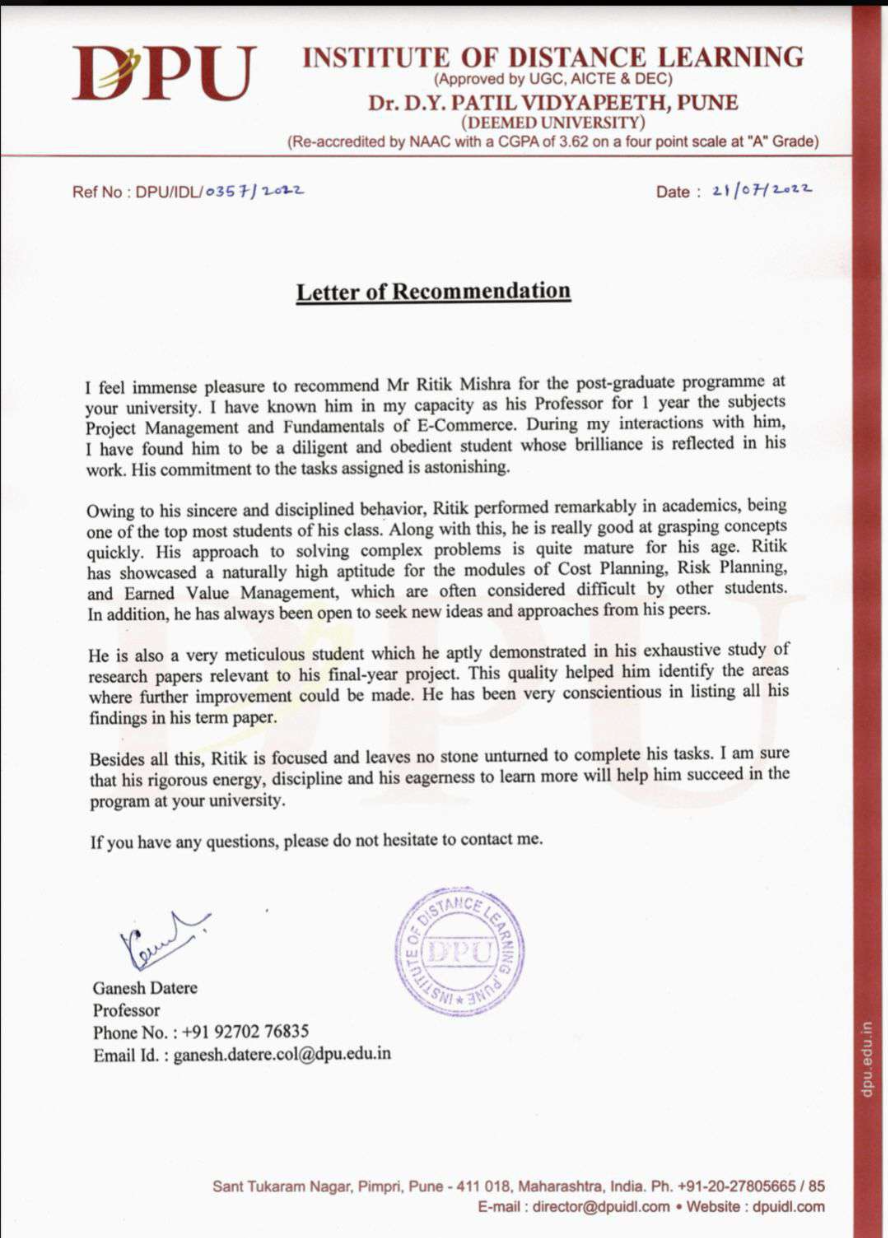 DPU
INSTITUTE OF DISTANCE LEARNING
(Approved by UGC, AICTE & DEC)
Dr. D.Y. PATIL VIDYAPEETH, PUNE
(DEEMED UNIVERSITY)
(Re-accredited by NAAC with a CGPA of 3.62 on a four point scale at "A" Grade)
Ref No : DPU/IDL/0357/2022
Date : 21/07/2022
Letter of Recommendation
I feel immense pleasure to recommend Mr Ritik Mishra for the post-graduate programme at
your university. I have known him in my capacity as his Professor for 1 year the subjects
Project Management and Fundamentals of E-Commerce. During my interactions with him,
I have found him to be a diligent and obedient student whose brilliance is reflected in his
work. His commitment to the tasks assigned is astonishing.
Owing to his sincere and disciplined behavior, Ritik performed remarkably in academics, being
one of the top most students of his class. Along with this, he is really good at grasping concepts
quickly. His approach to solving complex problems is quite mature for his age. Ritik
has showcased a naturally high aptitude for the modules of Cost Planning, Risk Planning,
and Earned Value Management, which are often considered difficult by other students.
In addition, he has always been open to seek new ideas and approaches from his peers.
He is also a very meticulous student which he aptly demonstrated in his exhaustive study of
research papers relevant to his final-year project. This quality helped him identify the areas
where further improvement could be made. He has been very conscientious in listing all his
findings in his term paper.
Besides all this, Ritik is focused and leaves no stone unturned to complete his tasks. I am sure
that his rigorous energy, discipline and his eagerness to learn more will help him succeed in the
program at your university.
If you have any questions, please do not hesitate to contact me.
INSTITUTE OF DISTANCE LEARNING, PUNE ★
DPU
Ganesh Datere
Professor
Phone No. : +91 92702 76835
Email Id. : ganesh.datere.col@dpu.edu.in
dpu.edu.in
Sant Tukaram Nagar, Pimpri, Pune - 411 018, Maharashtra, India. Ph. +91-20-27805665 / 85
E-mail : director@dpuidl.com • Website : dpuidl.com